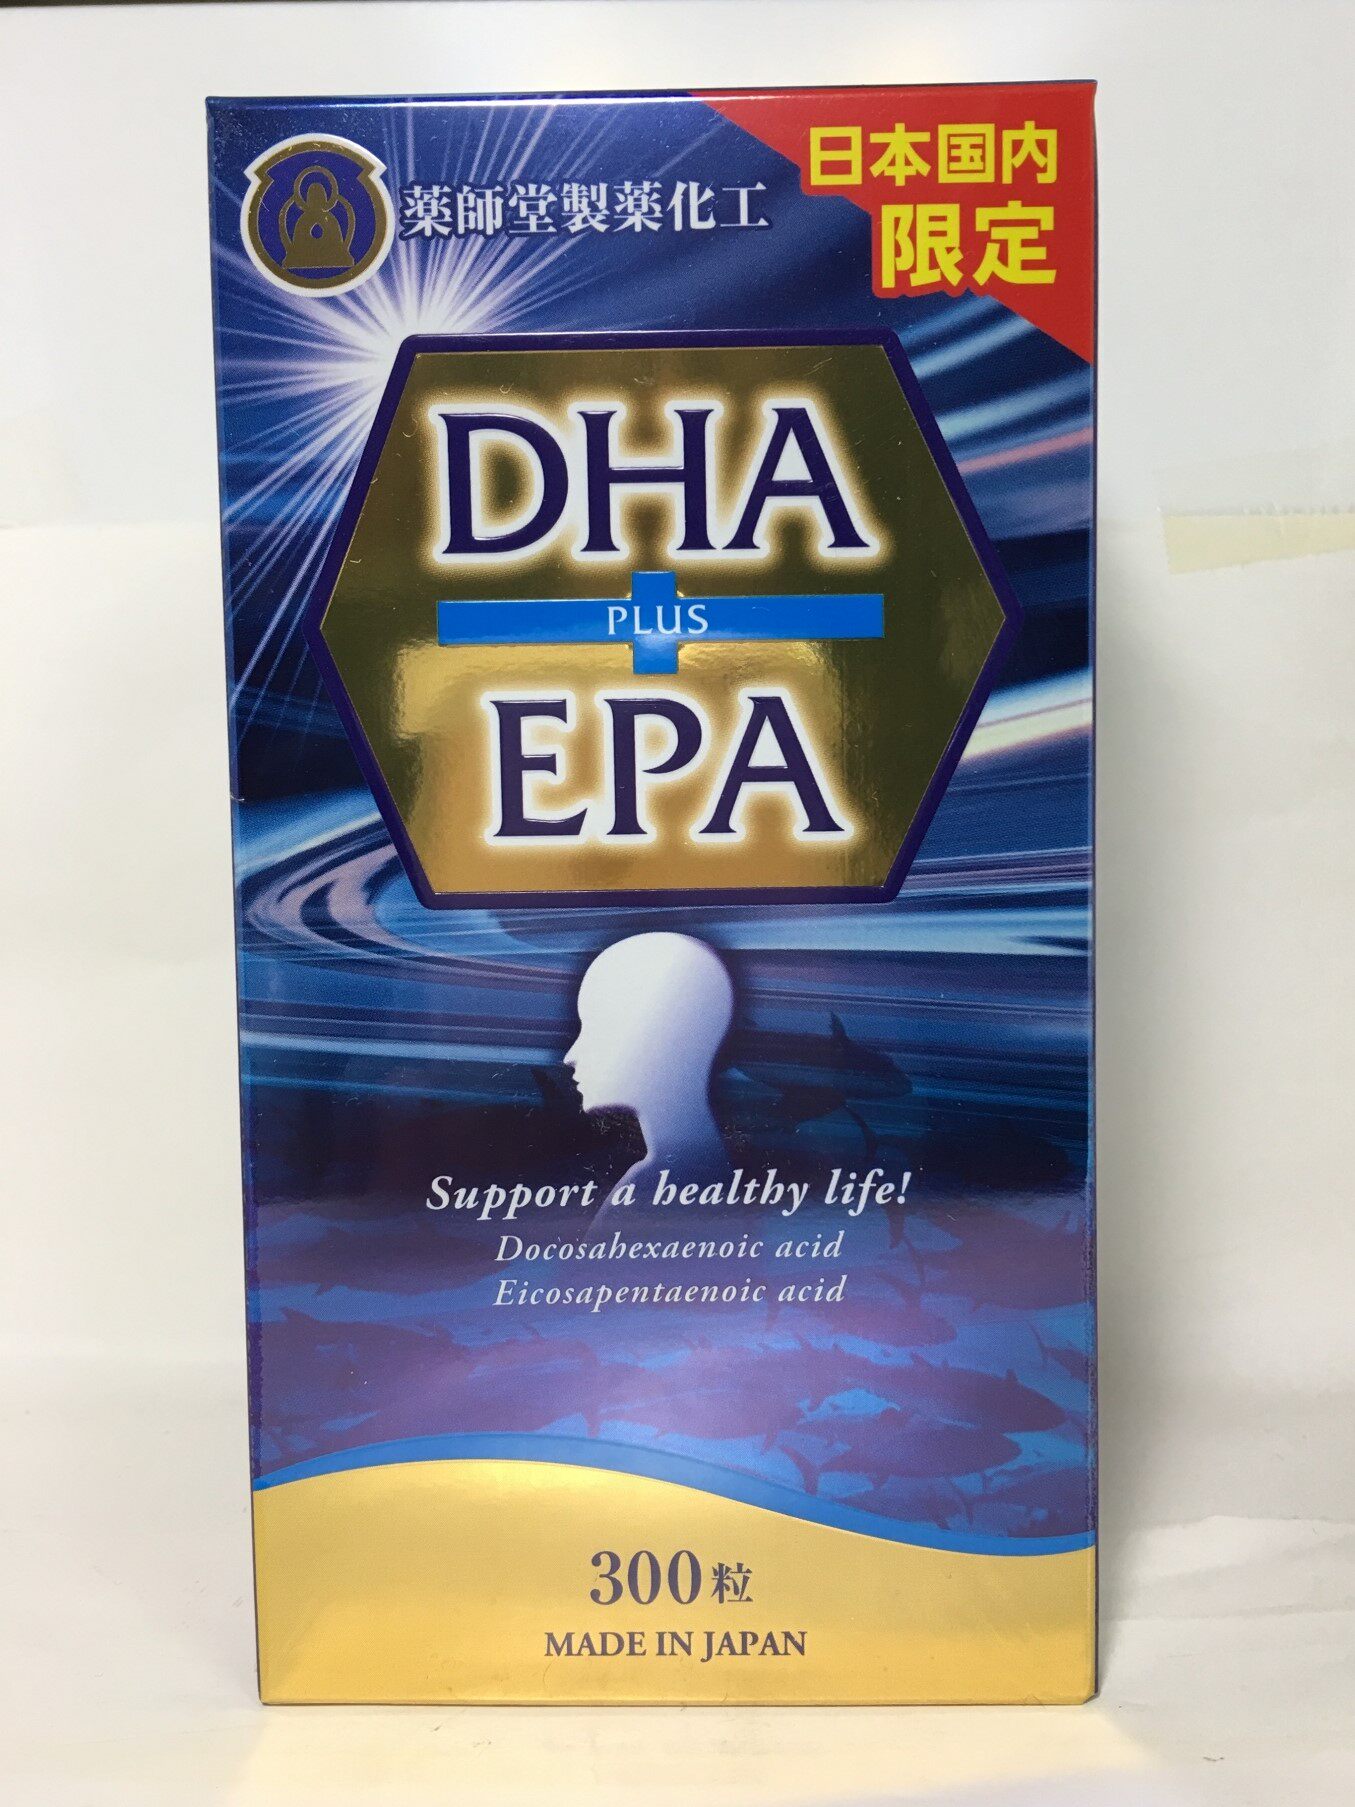 薬師堂製薬化工
日本国内
限定
DHA
PLUS
EPA
Support a healthy life!
Docosahexaenoic acid
Eicosapentaenoic acid
300粒
MADE IN JAPAN